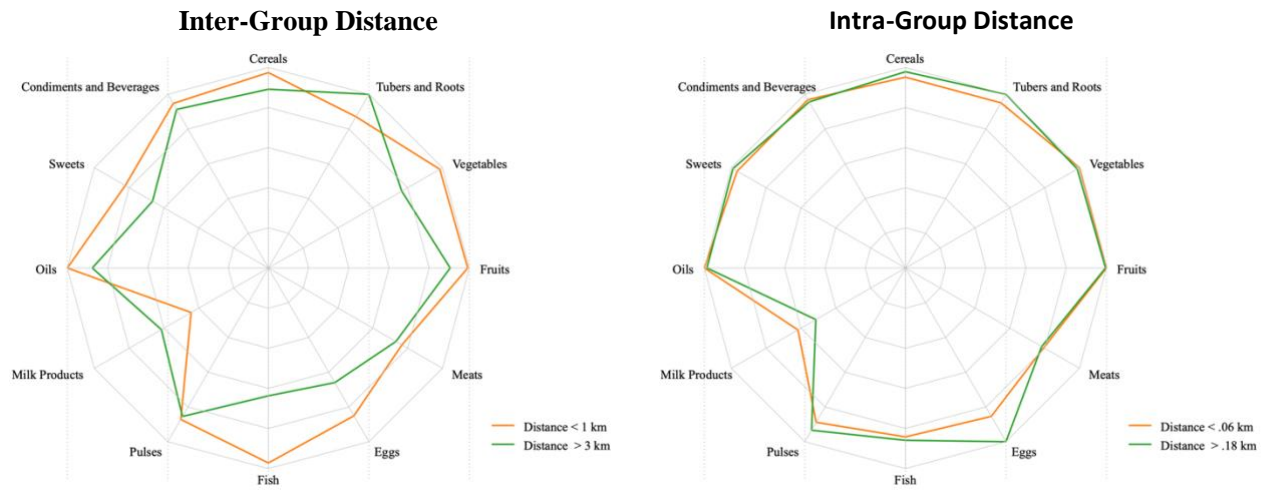 Inter-Group Distance
Cereals
Condiments and Beverages
Tubers and Roots
Sweets
Vegetables
Oils
Fruits
Milk Products
Meats
Pulses
Eggs
Fish
Distance < 1 km
Distance > 3 km
Intra-Group Distance
Cereals
Condiments and Beverages
Tubers and Roots
Sweets
Vegetables
Oils
Fruits
Milk Products
Meats
Pulses
Eggs
Fish
Distance < .06 km
Distance > .18 km